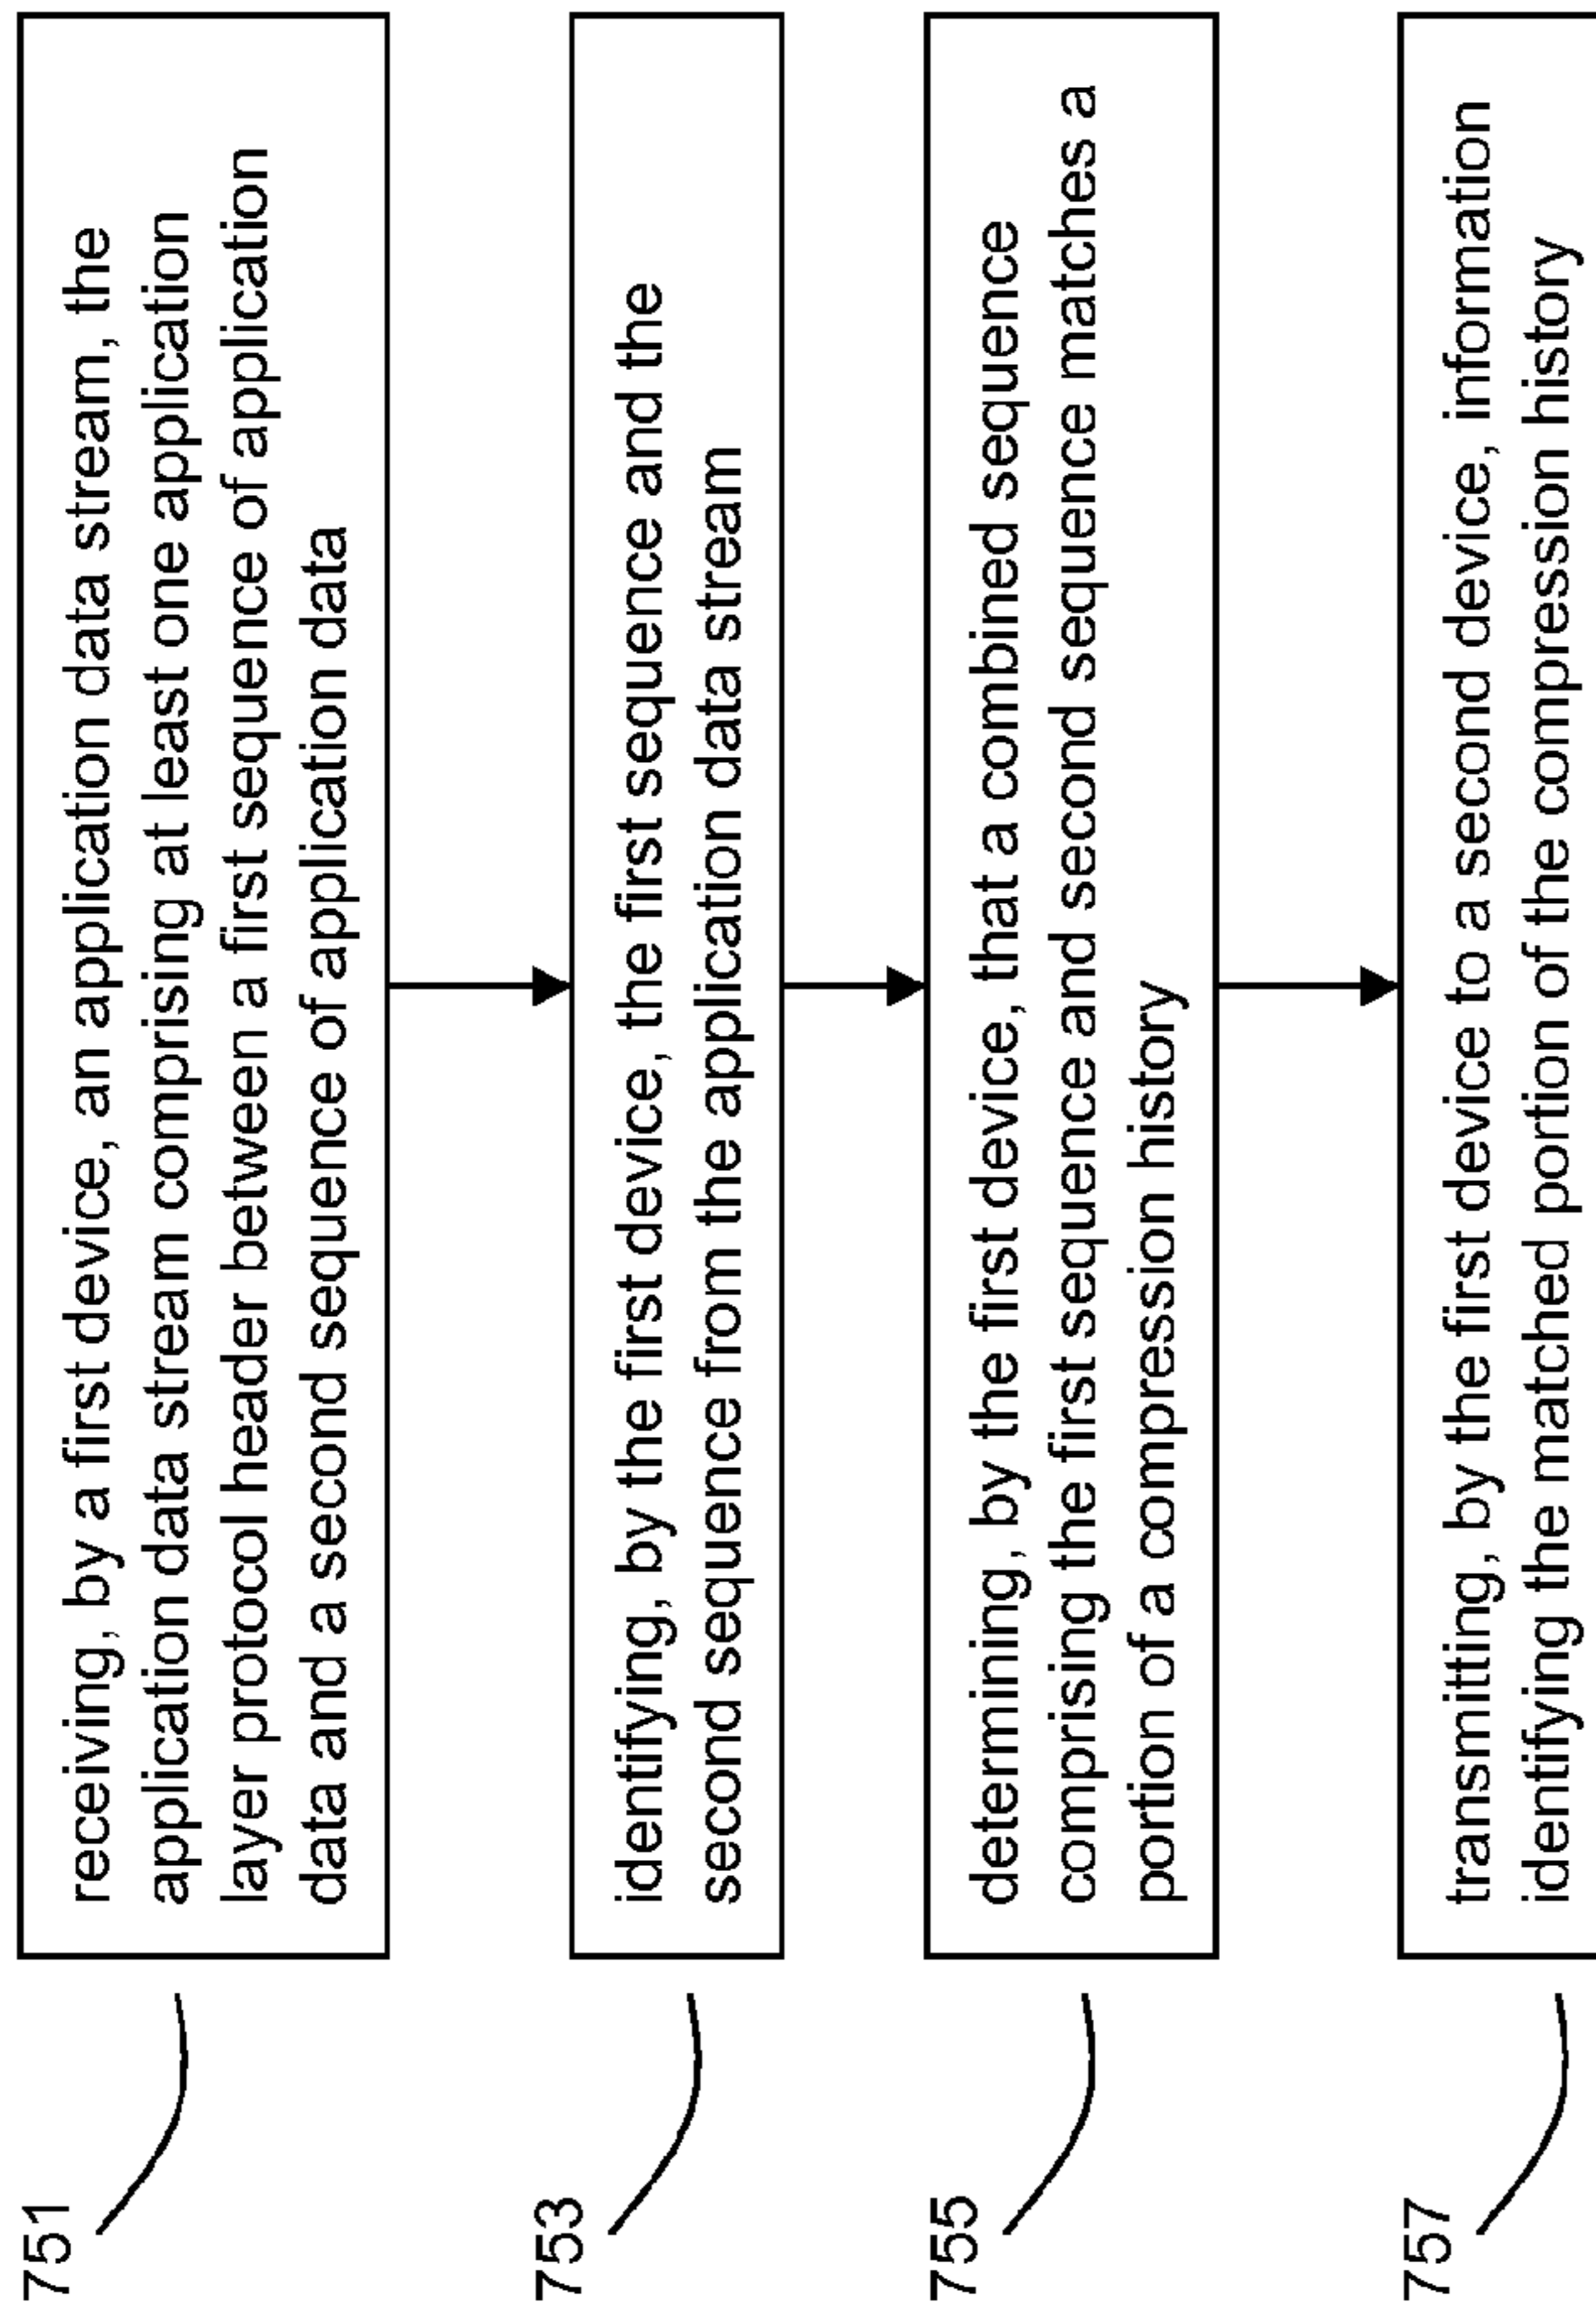 751
receiving, by a first device, an application data stream, the
application data stream comprising at least one application
layer protocol header between a first sequence of application
data and a second sequence of application data
753
identifying, by the first device, the first sequence and the
second sequence from the application data stream
755
determining, by the first device, that a combined sequence
comprising the first sequence and second sequence matches a
portion of a compression history
757
transmitting, by the first device to a second device, information
identifying the matched portion of the compression history